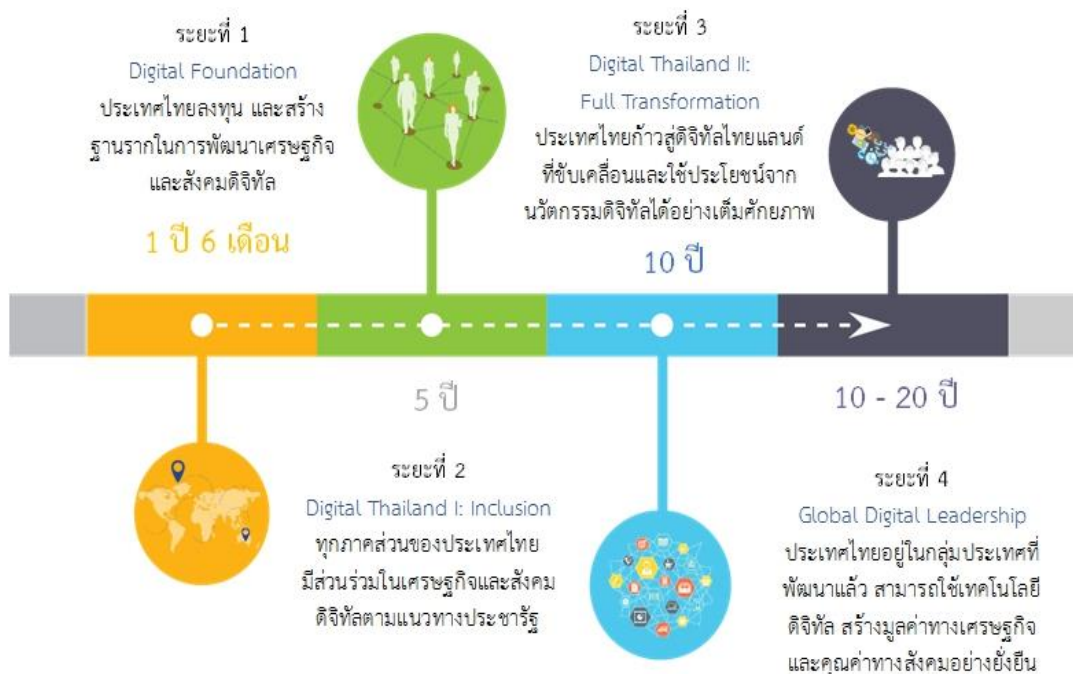 ระยะที่ 1
Digital Foundation
ประเทศไทยลงทุน และสร้าง
ฐานรากในการพัฒนาเศรษฐกิจ
และสังคมดิจิทัล
1 ปี 6 เดือน
5 ปี
ระยะที่ 2
Digital Thailand I: Inclusion
ทุกภาคส่วนของประเทศไทย
มีส่วนร่วมในเศรษฐกิจและสังคม
ดิจิทัลตามแนวทางประชารัฐ
ระยะที่ 3
Digital Thailand II:
Full Transformation
ประเทศไทยก้าวสู่ดิจิทัลไทยแลนด์
ที่ขับเคลื่อนและใช้ประโยชน์จาก
นวัตกรรมดิจิทัลได้อย่างเต็มศักยภาพ
10 ปี
10 - 20 ปี
ระยะที่ 4
Global Digital Leadership
ประเทศไทยอยู่ในกลุ่มประเทศที่
พัฒนาแล้ว สามารถใช้เทคโนโลยี
ดิจิทัล สร้างมูลค่าทางเศรษฐกิจ
และคุณค่าทางสังคมอย่างยั่งยืน